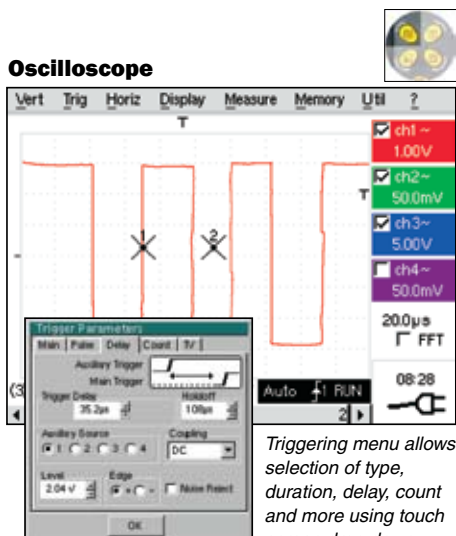 Oscilloscope
Vert Trig Horiz Display Measure Memory Util ?
T
ch1 ~
1.00V
ch2~
50.0mV
T
ch3~
5.00V
ch4~
50.0mV
20.0µs
FFT
08:28
1 2
Auto 1 RUN
2
Trigger Parameters
Main Pulse Delay Count TV
Auxiliary Trigger
Main Trigger
Trigger Delay Holdoff
35.2µs 108µs
Auxiliary Source Coupling
1 2 3 4 DC
Level Edge
2.04 V + - Noise Reject
OK
Triggering menu allows
selection of type,
duration, delay, count
and more using touch